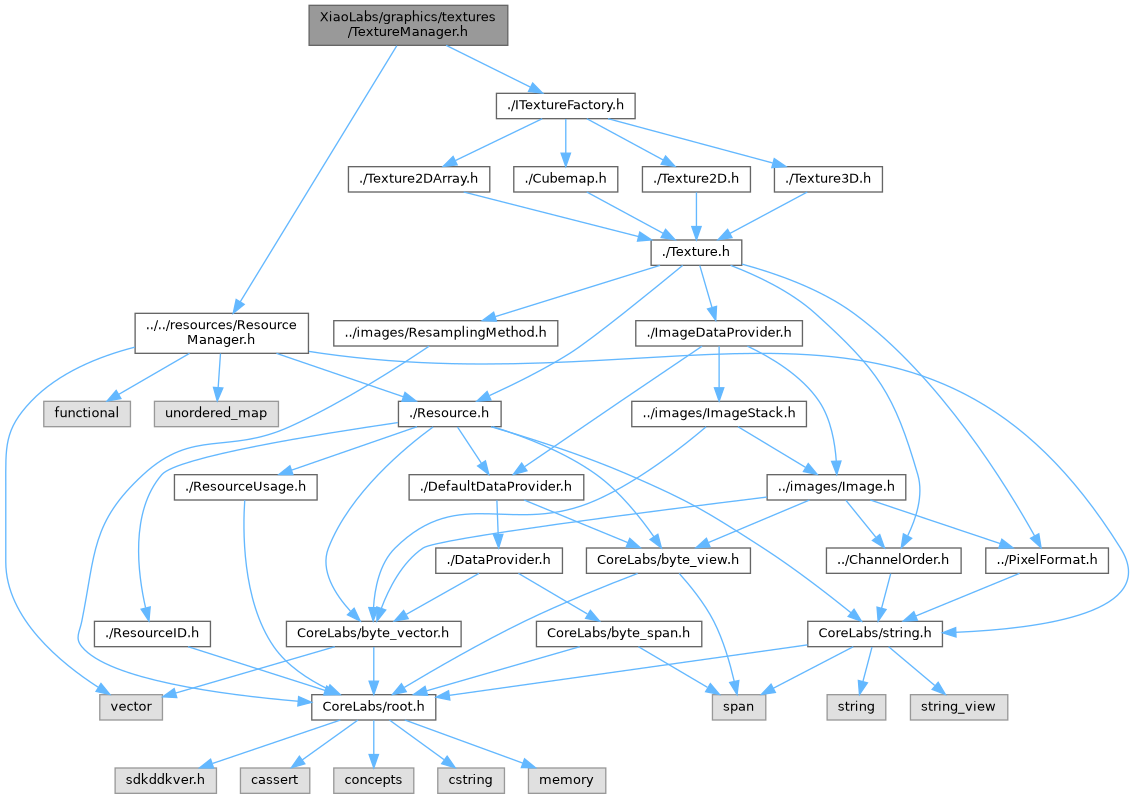 XiaoLabs/graphics/textures
/TextureManager.h
./ITextureFactory.h
./Texture2DArray.h
./Cubemap.h
./Texture2D.h
./Texture3D.h
./Texture.h
../../resources/Resource
Manager.h
../images/ResamplingMethod.h
./ImageDataProvider.h
functional
unordered_map
./Resource.h
../images/ImageStack.h
./ResourceUsage.h
./DefaultDataProvider.h
../images/Image.h
./DataProvider.h
CoreLabs/byte_view.h
../ChannelOrder.h
../PixelFormat.h
./ResourceID.h
CoreLabs/byte_vector.h
CoreLabs/byte_span.h
CoreLabs/string.h
vector
CoreLabs/root.h
span
string
string_view
sdkddkver.h
cassert
concepts
cstring
memory